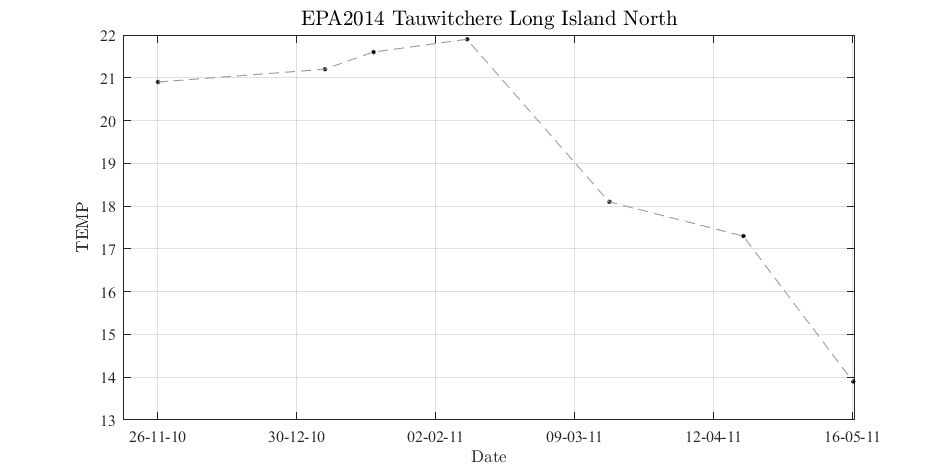 EPA2014 Tauwitchere Long Island North
22
21
20
19
18
17
16
15
14
13
TEMP
26-11-10 30-12-10 02-02-11 09-03-11 12-04-11 16-05-11
Date